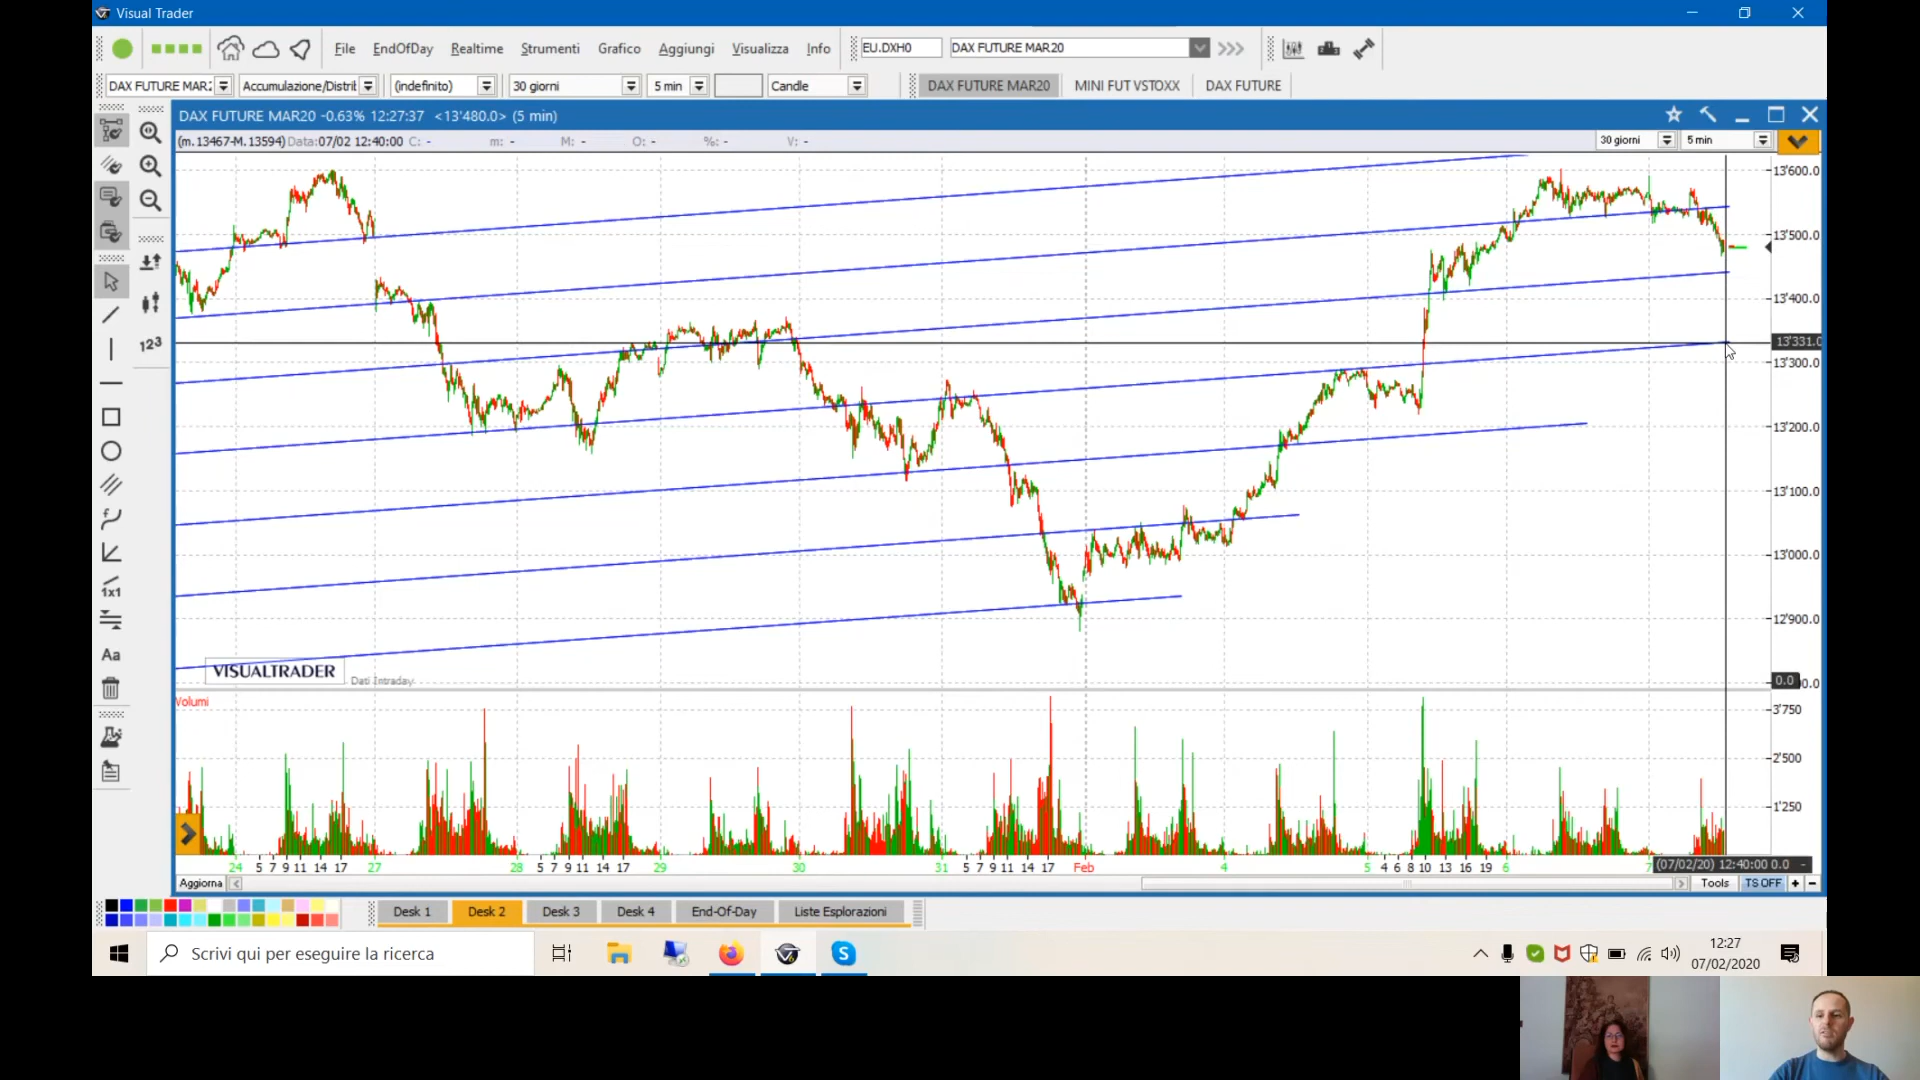 Visual Trader
File EndOfDay Realtime Strumenti Grafico Aggiungi Visualizza Info EU.DXH0 DAX FUTURE MAR20
DAX FUTURE MAR2 Accumulazione/Distrit (indefinito) 30 giorni 5 min Candle DAX FUTURE MAR20 MINI FUT VSTOXX DAX FUTURE
DAX FUTURE MAR20 -0.63% 12:27:37 <13'480.0> (5 min)
(m.13467-M.13594) Data:07/02 12:40:00 C: - m: - M: - O: - %: - V: - 30 giorni 5 min
13'600.0
13'500.0
13'400.0
13'331.0
13'300.0
13'200.0
13'100.0
13'000.0
12'900.0
0.0
VISUALTRADER
Dati Intraday
Volumi
3'750
2'500
1'250
24 5 7 9 11 14 17 27 28 5 7 9 11 14 17 29 30 31 5 7 9 11 14 17 Feb 4 5 4 6 8 10 13 16 19 6 7 (07/02/20) 12:40:00 0.0 -
Aggiorna Tools TS OFF + -
Desk 1 Desk 2 Desk 3 Desk 4 End-Of-Day Liste Esplorazioni
Scrivi qui per eseguire la ricerca
12:27
07/02/2020
123
1x1
Aa